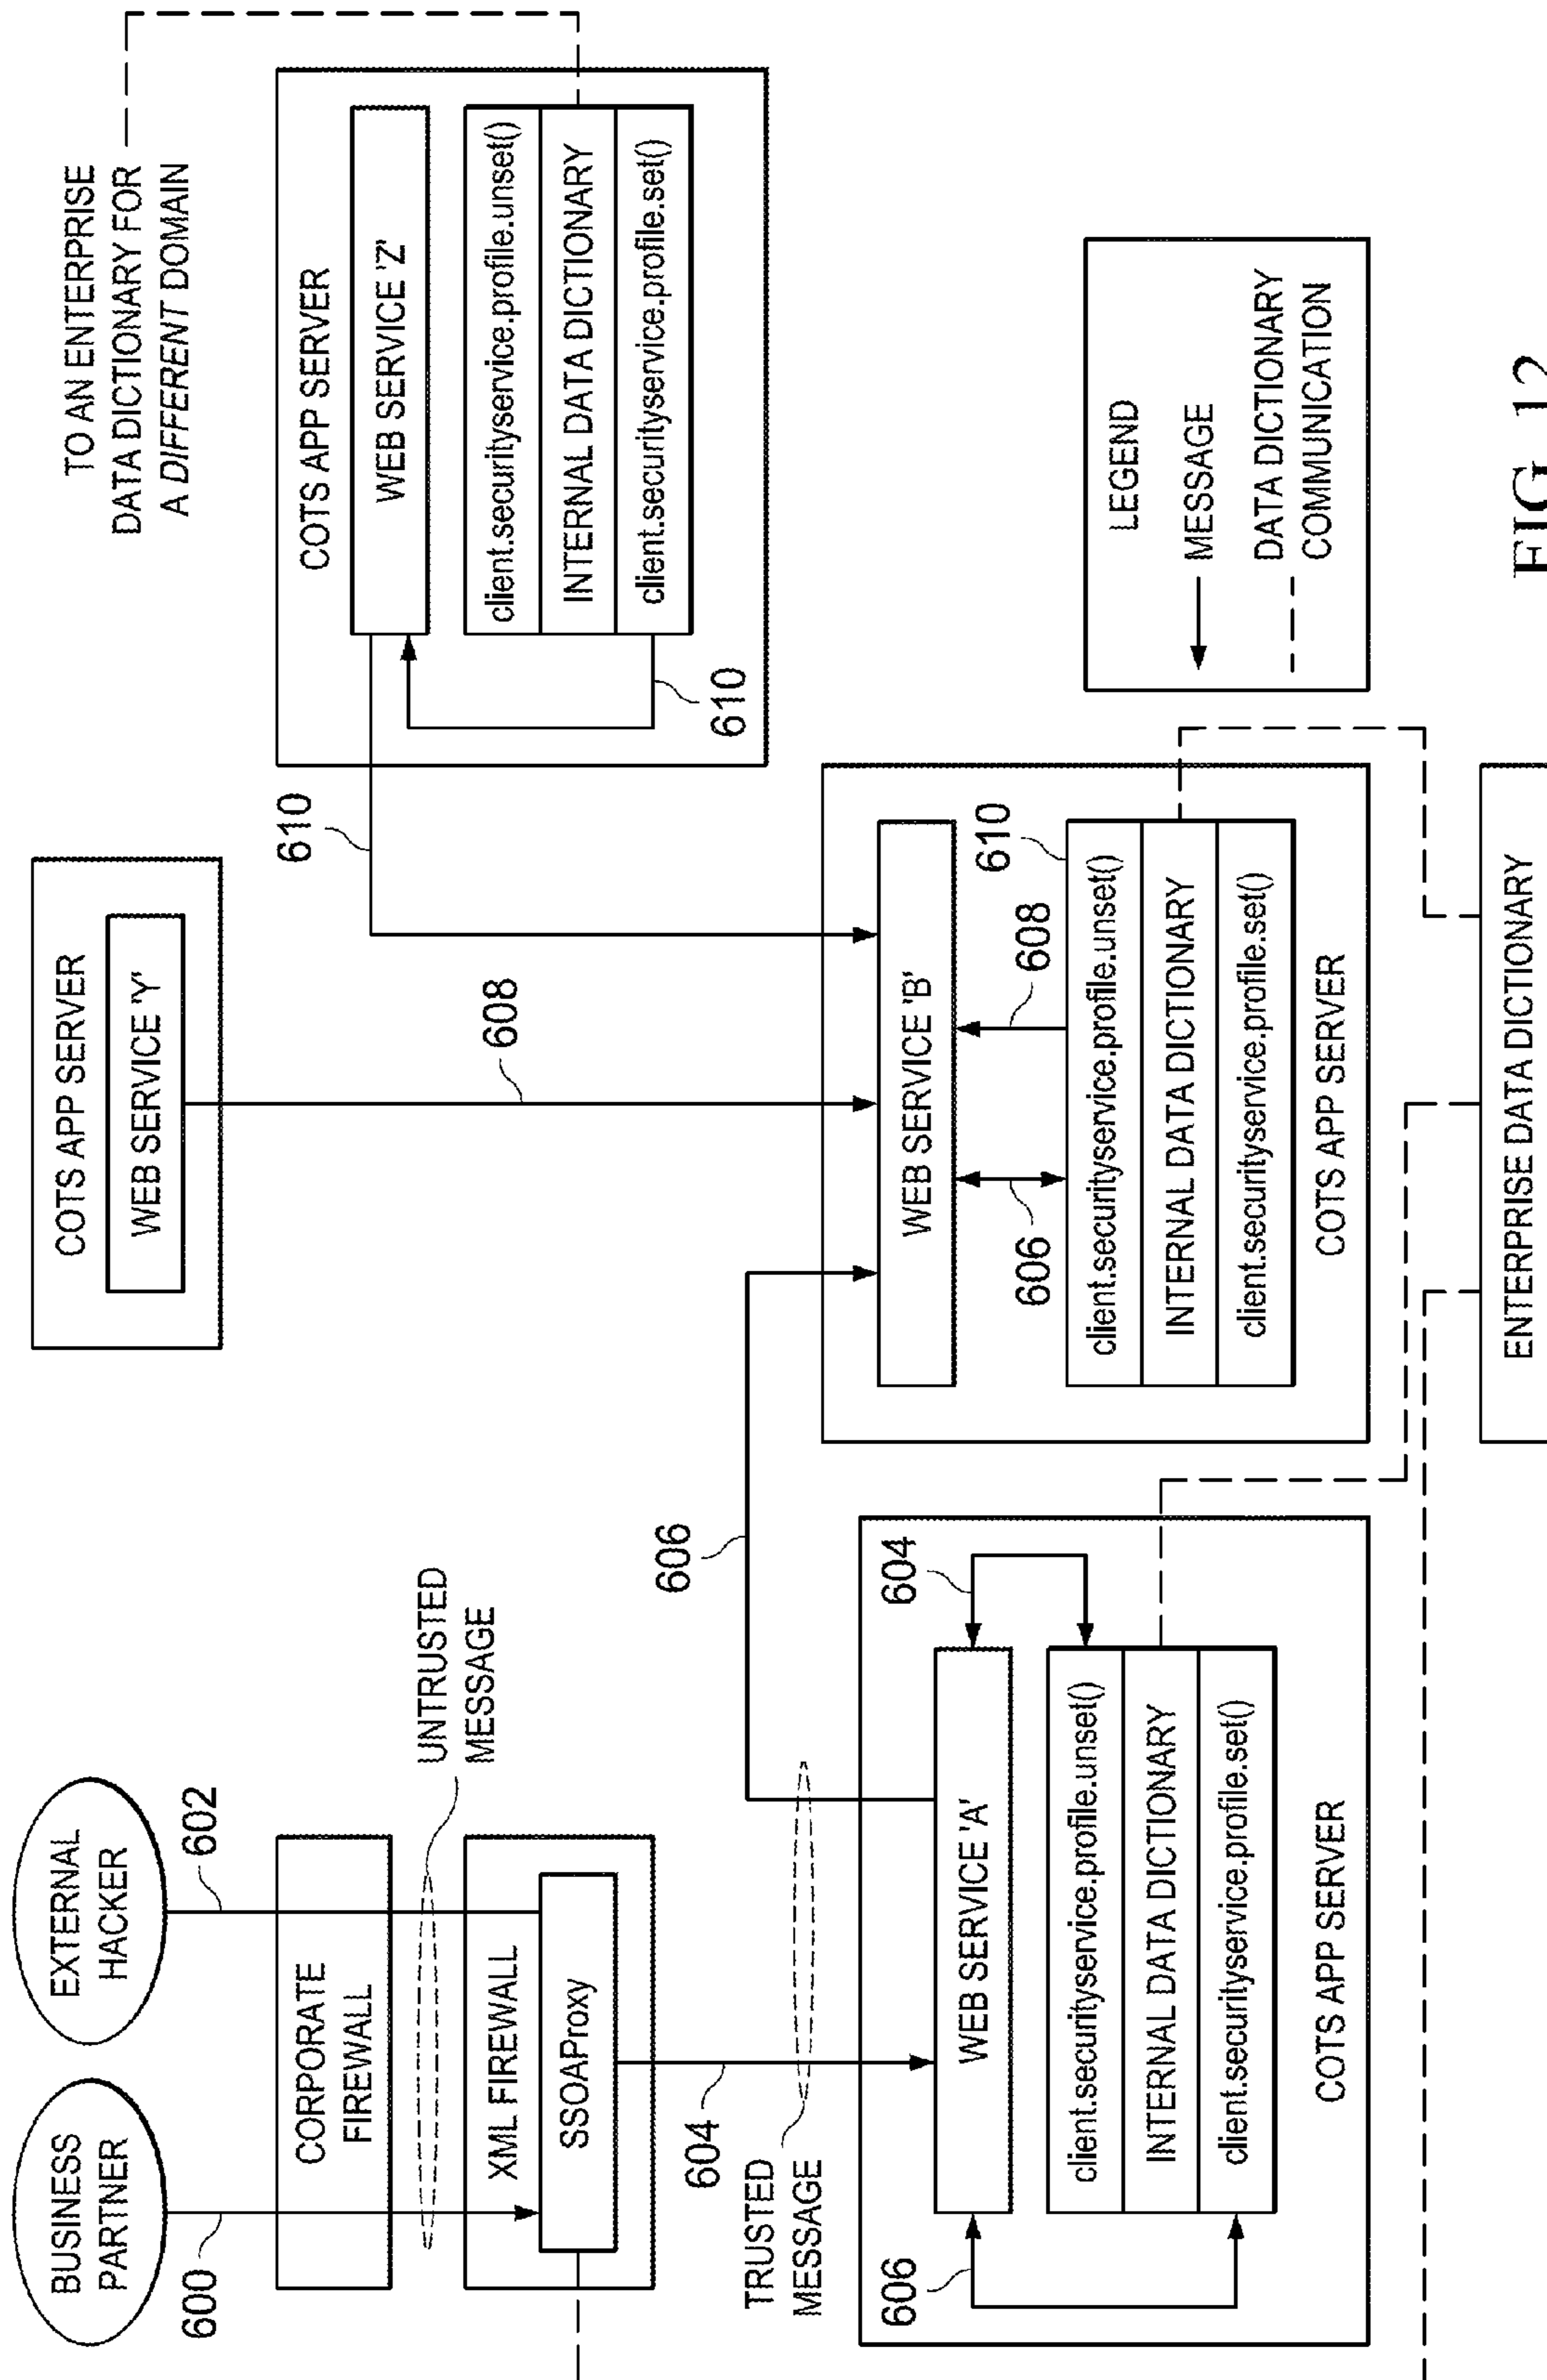 BUSINESS
PARTNER
EXTERNAL
HACKER
600
602
CORPORATE
FIREWALL
UNTRUSTED
MESSAGE
XML FIREWALL
SSOAProxy
604
TRUSTED
MESSAGE
606
COTS APP SERVER
WEB SERVICE 'Y'
608
TO AN ENTERPRISE
DATA DICTIONARY FOR
A DIFFERENT DOMAIN
COTS APP SERVER
WEB SERVICE 'Z'
client.securityservice.profile.unset()
INTERNAL DATA DICTIONARY
client.securityservice.profile.set()
610
610
606
604
WEB SERVICE 'A'
client.securityservice.profile.unset()
INTERNAL DATA DICTIONARY
client.securityservice.profile.set()
COTS APP SERVER
WEB SERVICE 'B'
606
608
610
client.securityservice.profile.unset()
INTERNAL DATA DICTIONARY
client.securityservice.profile.set()
COTS APP SERVER
LEGEND
MESSAGE
DATA DICTIONARY
COMMUNICATION
ENTERPRISE DATA DICTIONARY
FIG. 12